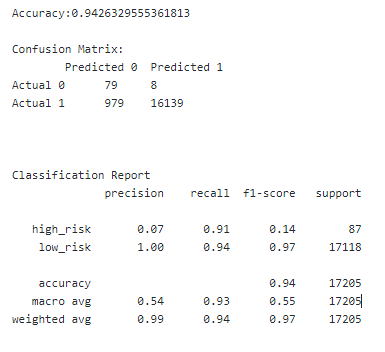 Accuracy:0.9426329555361813
Confusion Matrix:
Predicted 0 Predicted 1
Actual 0 79 8
Actual 1 979 16139
Classification Report
precision recall f1-score support
high_risk 0.07 0.91 0.14 87
low_risk 1.00 0.94 0.97 17118
accuracy 0.94 17205
macro avg 0.54 0.93 0.55 17205
weighted avg 0.99 0.94 0.97 17205